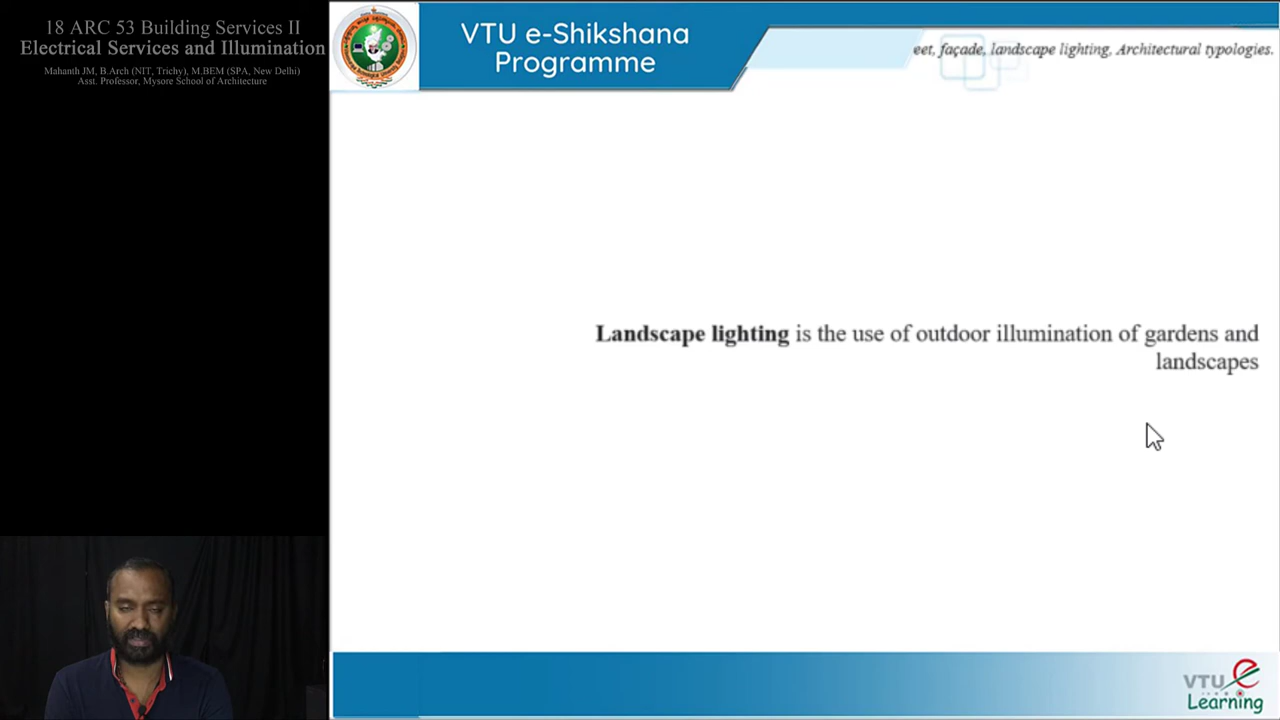 18 ARC 53 Building Services II
Electrical Services and Illumination
Mahanth JM, B.Arch (NIT, Trichy), M.BEM (SPA, New Delhi)
Asst. Professor, Mysore School of Architecture
VTU e-Shikshana
Programme
eet, façade, landscape lighting, Architectural typologies.
Landscape lighting is the use of outdoor illumination of gardens and
landscapes
VTU e
Learning